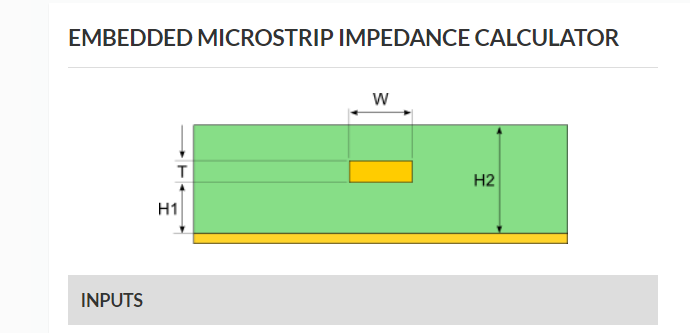 EMBEDDED MICROSTRIP IMPEDANCE CALCULATOR
W
T
H2
H1
INPUTS